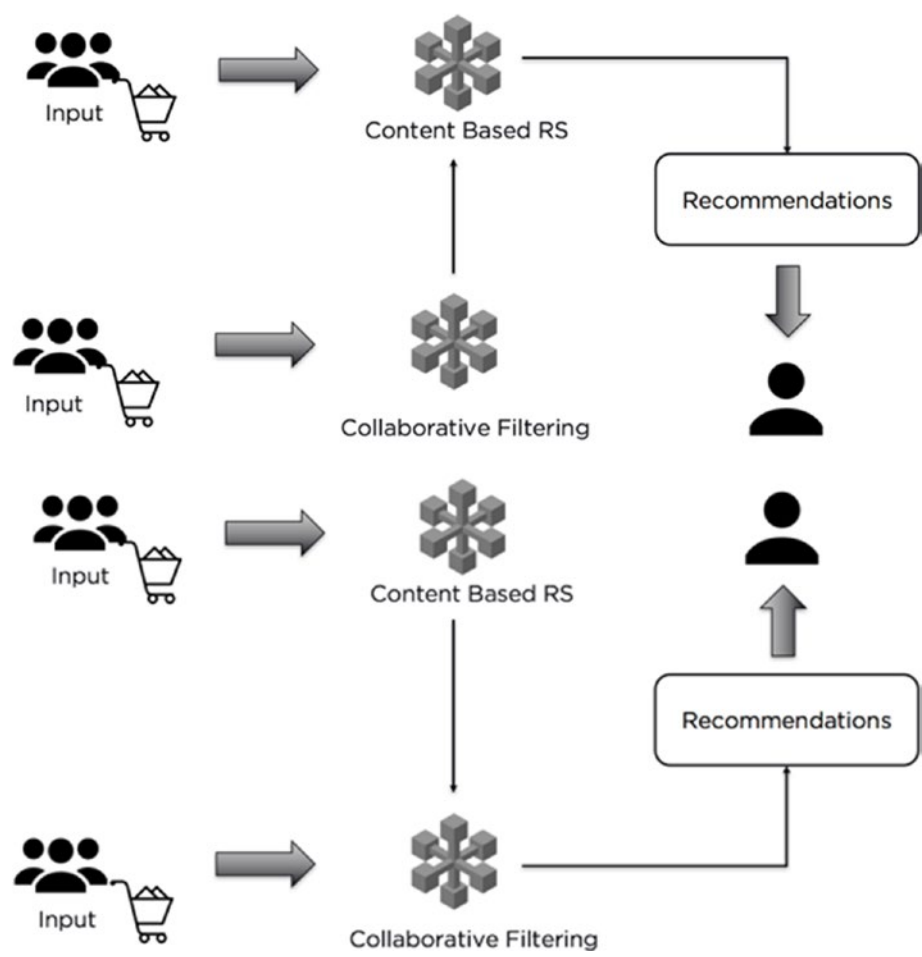 Input
Content Based RS
Recommendations
Input
Collaborative Filtering
Input
Content Based RS
Recommendations
Input
Collaborative Filtering